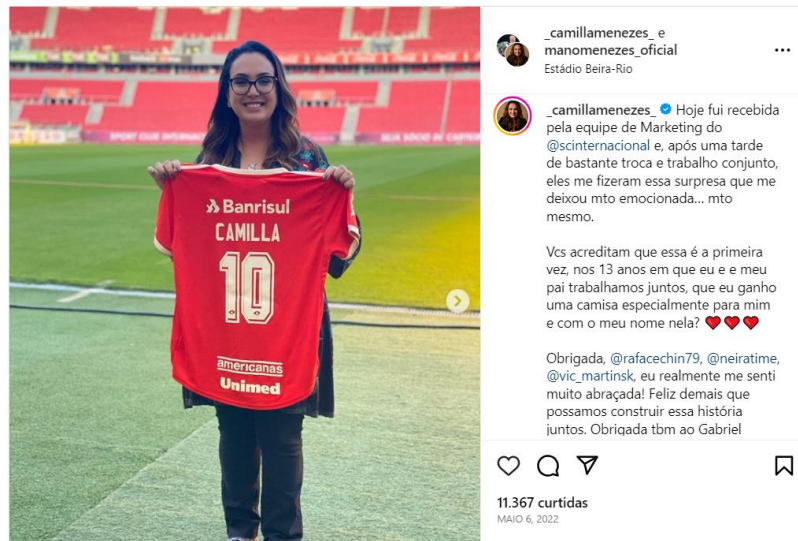 SPORT CLUB INTERNACI
SEJA SÓCIO DE CARTEIR
Banrisul
CAMILLA
10
americanas
Unimed
_camillamenezes_ e
manomenezes_oficial
Estádio Beira-Rio
_camillamenezes_ Hoje fui recebida
pela equipe de Marketing do
@scinternacional e, após uma tarde
de bastante troca e trabalho conjunto,
eles me fizeram essa surpresa que me
deixou mto emocionada... mto
mesmo.
Vcs acreditam que essa é a primeira
vez, nos 13 anos em que eu e e meu
pai trabalhamos juntos, que eu ganho
uma camisa especialmente para mim
e com o meu nome nela?
Obrigada, @rafacechin79, @neiratime,
@vic_martinsk, eu realmente me senti
muito abraçada! Feliz demais que
possamos construir essa história
juntos. Obrigada tbm ao Gabriel
11.367 curtidas
MAIO 6, 2022